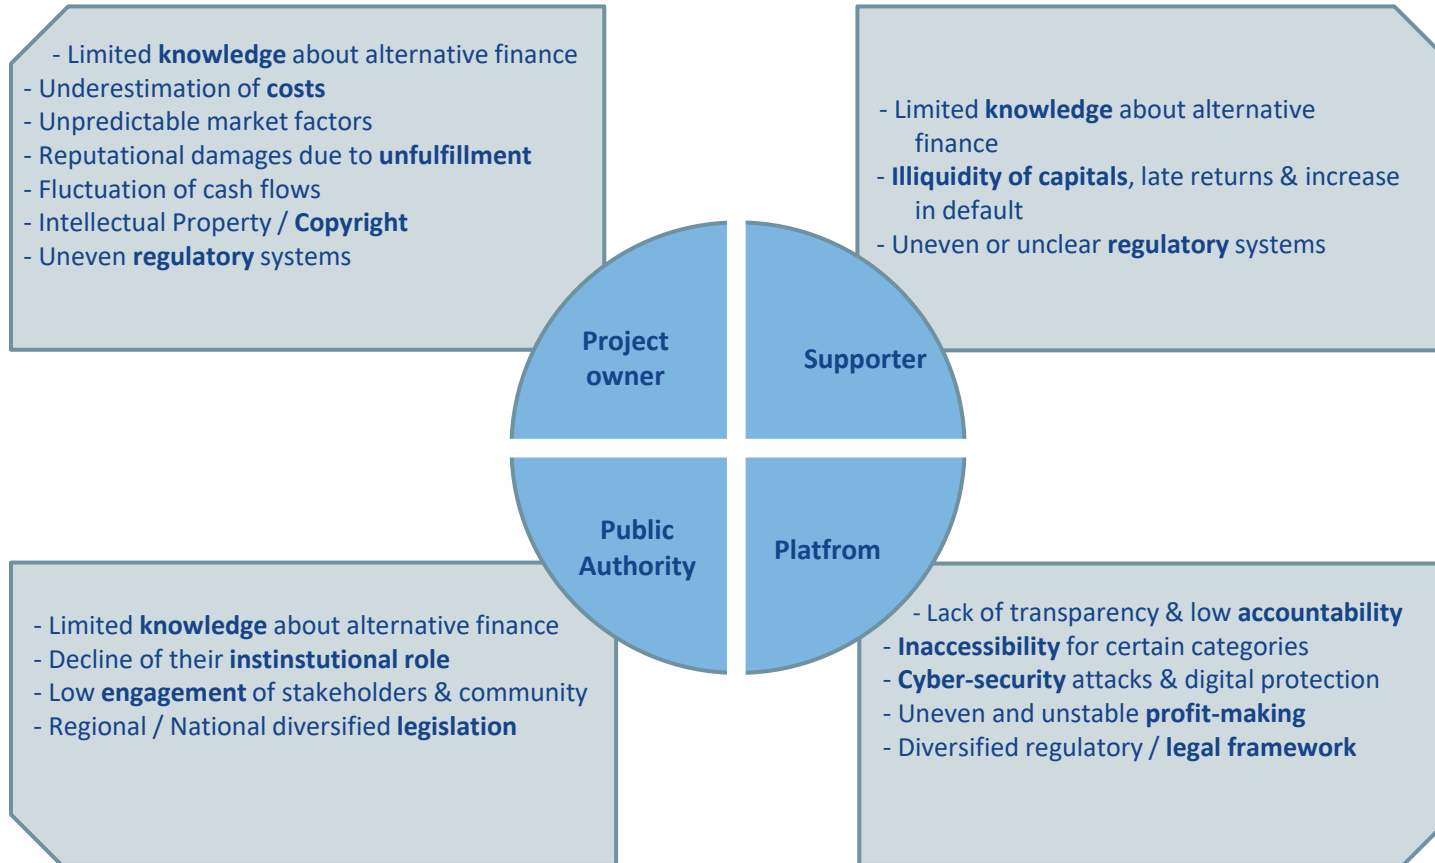 - Limited knowledge about alternative finance
- Underestimation of costs
- Unpredictable market factors
- Reputational damages due to unfulfillment
- Fluctuation of cash flows
- Intellectual Property / Copyright
- Uneven regulatory systems
- Limited knowledge about alternative
finance
- Illiquidity of capitals, late returns & increase
in default
- Uneven or unclear regulatory systems
Project
owner
Supporter
Public
Authority
Platfrom
- Limited knowledge about alternative finance
- Decline of their instinstutional role
- Low engagement of stakeholders & community
- Regional / National diversified legislation
- Lack of transparency & low accountability
- Inaccessibility for certain categories
- Cyber-security attacks & digital protection
- Uneven and unstable profit-making
- Diversified regulatory / legal framework